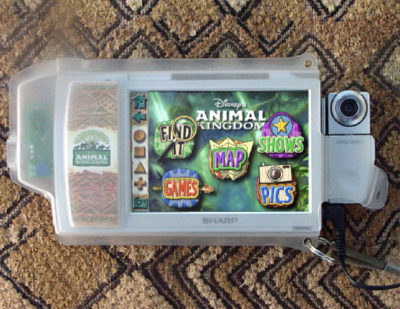 Disney's
ANIMAL
KINGDOM
FIND
IT
SHOWS
MAP
GAMES
PICS
ANIMAL
KINGDOM
SHARP